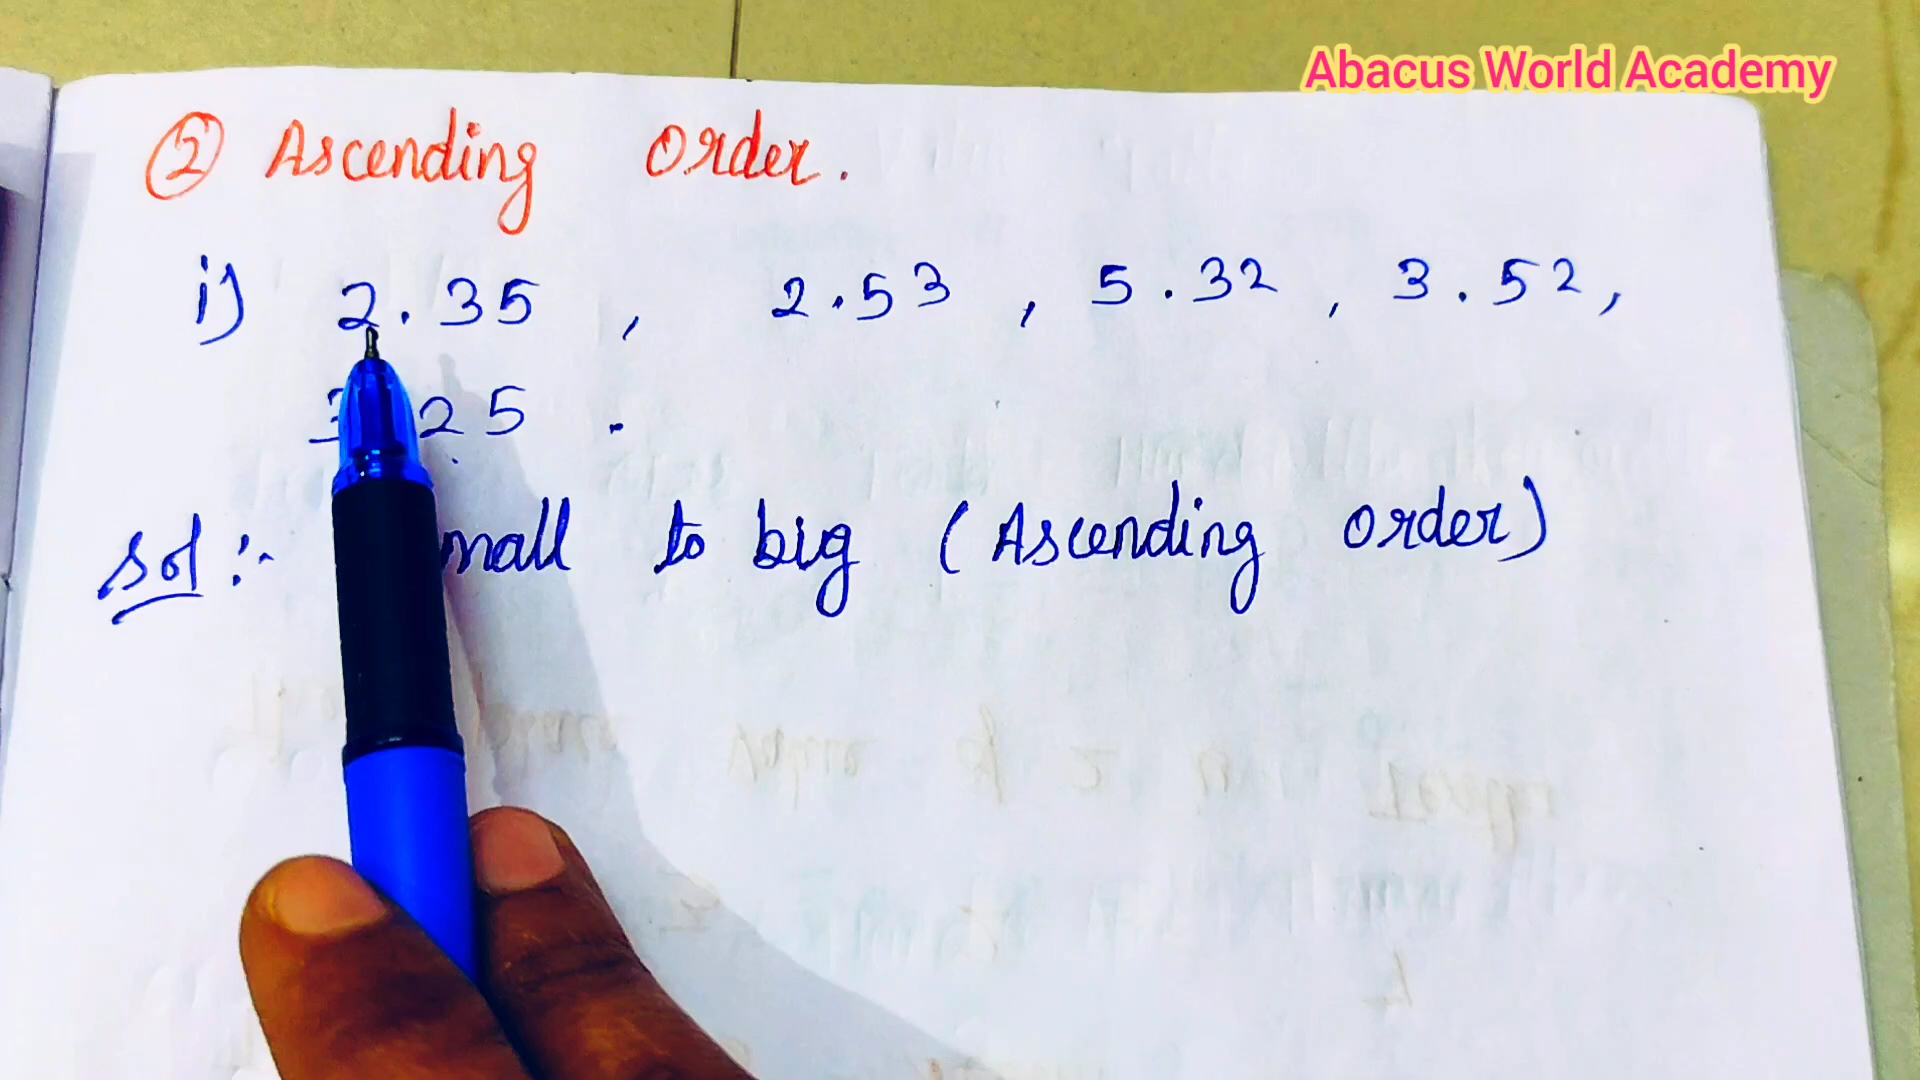 Abacus World Academy
② Ascending Order.
i) 2.35 , 2.53 , 5.32 , 3.52,
25 .
Sol:- mall to big (Ascending Order)